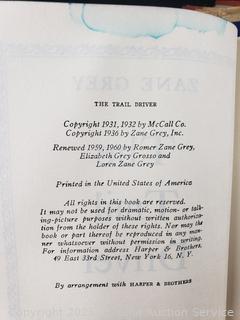 THE TRAIL DRIVER
Copyright 1931, 1932 by McCall Co.
Copyright 1936 by Zane Grey, Inc.
Renewed 1959, 1960 by Romer Zane Grey,
Elizabeth Grey Grosso and
Loren Zane Grey
Printed in the United States of America
All rights in this book are reserved.
It may not be used for dramatic, motion- or talk-
ing-picture purposes without written authoriza-
tion from the holder of these rights. Nor may the
book or part thereof be reproduced in any man-
ner whatsoever without permission in writing.
For information address Harper & Brothers,
49 East 33rd Street, New York 16, N. Y.
By arrangement with HARPER & BROTHERS
ZANE GREY
Driver
Auction Services